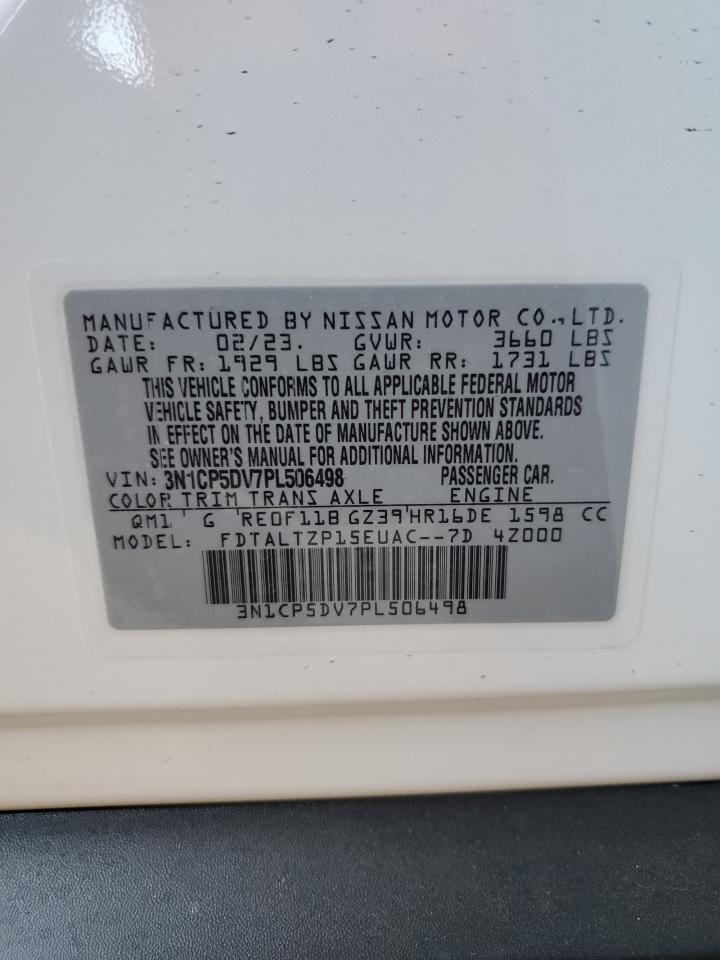 MANUFACTURED BY NISSAN MOTOR CO., LTD.
DATE: 02/23. GVWR: 3660 LBS
GAWR FR: 1929 LBS GAWR RR: 1731 LBS
THIS VEHICLE CONFORMS TO ALL APPLICABLE FEDERAL MOTOR
VEHICLE SAFETY, BUMPER AND THEFT PREVENTION STANDARDS
IN EFFECT ON THE DATE OF MANUFACTURE SHOWN ABOVE.
SEE OWNER'S MANUAL FOR ADDITIONAL INFORMATION.
VIN: 3N1CP5DV7PL506498 PASSENGER CAR.
COLOR TRIM TRANS AXLE ENGINE
QM1 G RE0F11B GZ39 HR16DE 1598 CC
MODEL: FDTALTZP15EUAC--7D 4Z000
3N1CP5DV7PL506498